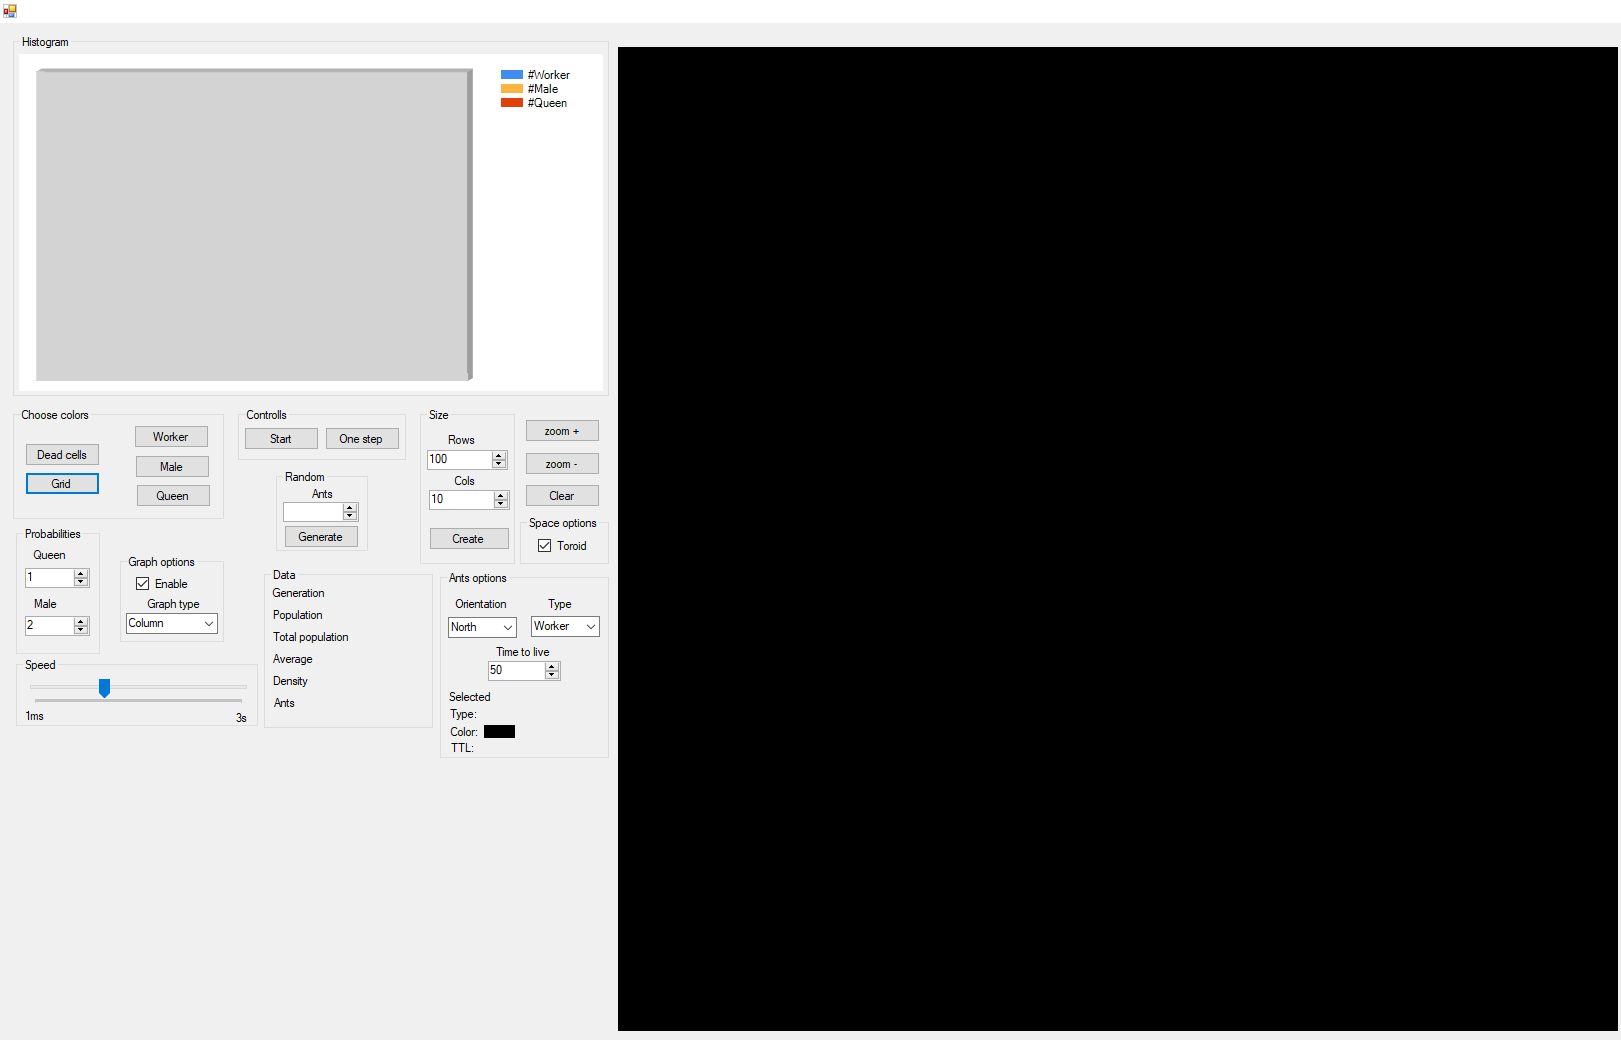 Histogram
#Worker
#Male
#Queen
Choose colors
Worker
Dead cells
Male
Grid
Queen
Controlls
Start
One step
Random
Ants
Generate
Size
Rows
100
Cols
10
Create
zoom +
zoom -
Clear
Space options
Toroid
Probabilities
Queen
1
Male
2
Graph options
Enable
Graph type
Column
Speed
1ms
3s
Data
Generation
Population
Total population
Average
Density
Ants
Ants options
Orientation
Type
North
Worker
Time to live
50
Selected
Type:
Color:
TTL: